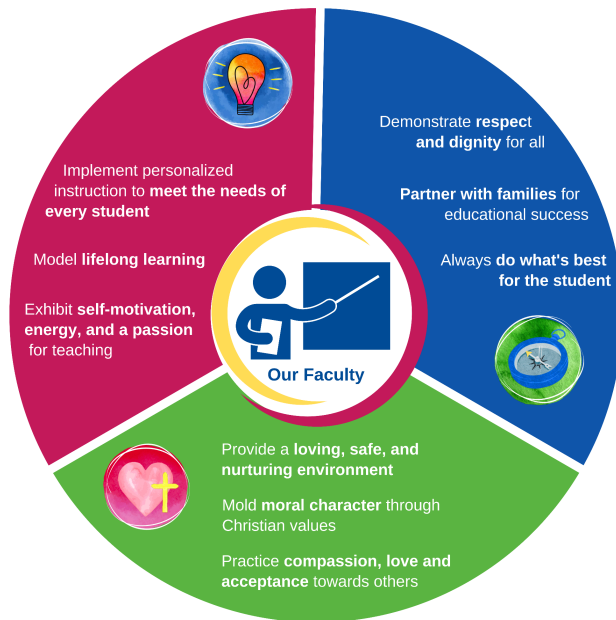 Implement personalized
instruction to meet the needs of
every student
Model lifelong learning
Exhibit self-motivation,
energy, and a passion
for teaching
Demonstrate respect
and dignity for all
Partner with families for
educational success
Always do what's best
for the student
Our Faculty
Provide a loving, safe, and
nurturing environment
Mold moral character through
Christian values
Practice compassion, love and
acceptance towards others